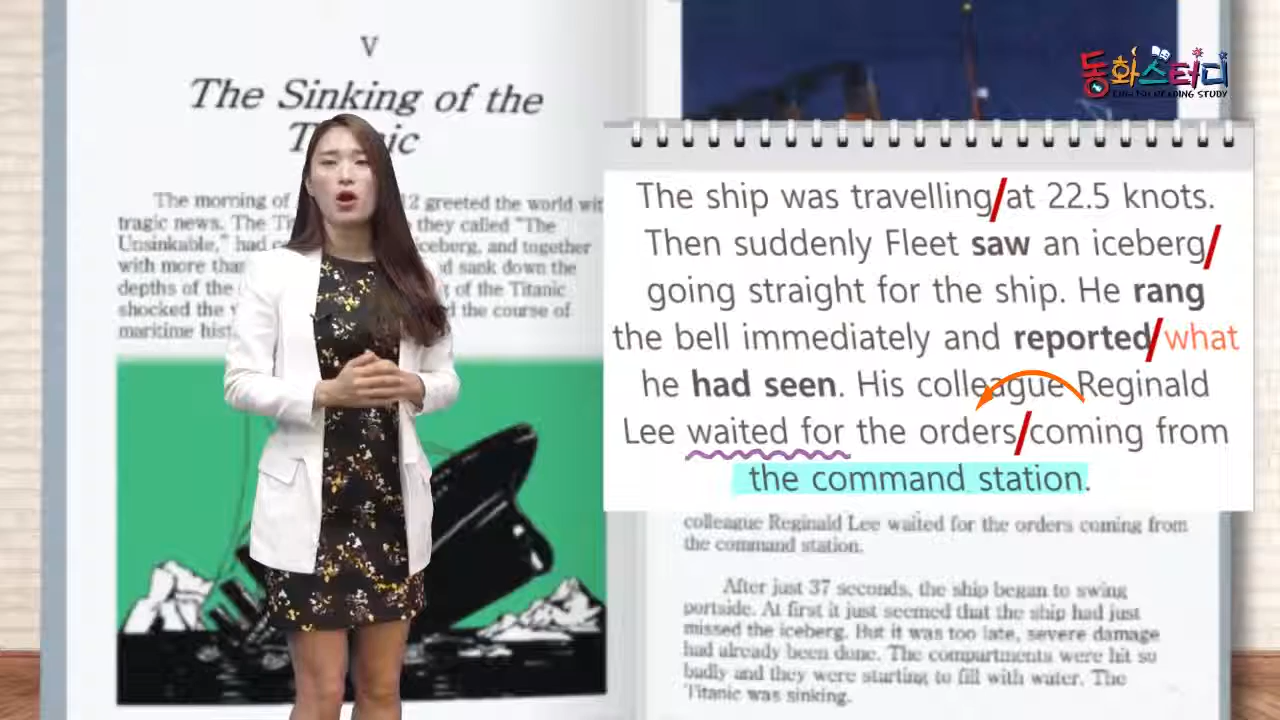 V
The Sinking of the
The morning of 12 greeted the world wit
tragic news. The they called "The
Unsinkable," had iceberg, and together
with more than sank down the
depths of the of the Titanic
shocked the the course of
maritime
동화스터디
ENGLISH READING STUDY
The ship was travelling/at 22.5 knots.
Then suddenly Fleet saw an iceberg/
going straight for the ship. He rang
the bell immediately and reported/what
he had seen. His colleague Reginald
Lee waited for the orders/coming from
the command station.
colleague Reginald Lee waited for the orders coming from
the command station.
After just 37 seconds, the ship began to swing
portside. At first it just seemed that the ship had just
missed the iceberg. But it was too late, severe damage
had already been done. The compartments were hit so
badly and they were starting to fill with water. The
Titanic was sinking.